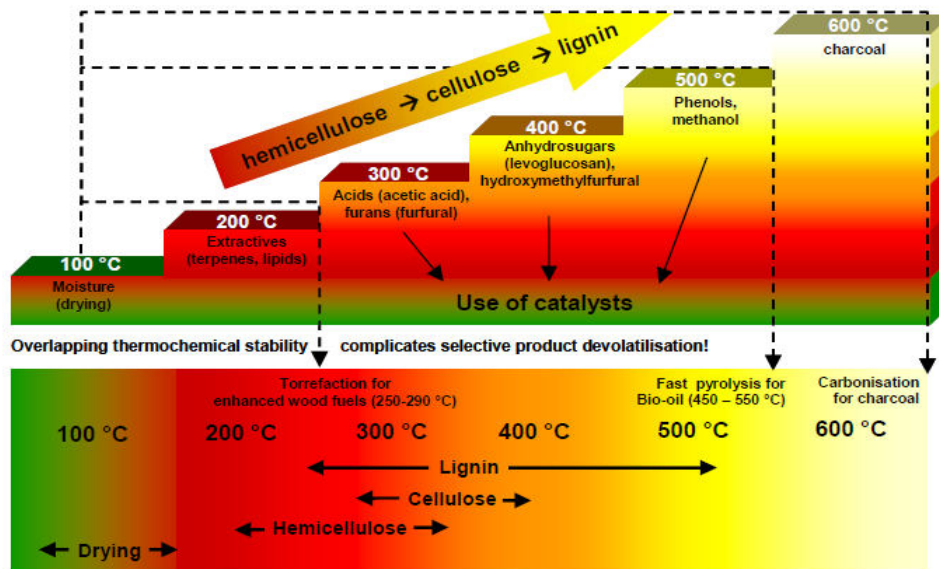 600 °C
charcoal
hemicellulose → cellulose → lignin
500 °C
Phenols,
methanol
400 °C
Anhydrosugars
(levoglucosan),
hydroxymethylfurfural
300 °C
Acids (acetic acid),
furans (furfural)
200 °C
Extractives
(terpenes, lipids)
100 °C
Moisture
(drying)
Use of catalysts
Overlapping thermochemical stability complicates selective product devolatilisation!
Torrefaction for
enhanced wood fuels (250-290 °C)
Fast pyrolysis for
Bio-oil (450 – 550 °C)
Carbonisation
for charcoal
100 °C 200 °C 300 °C 400 °C 500 °C 600 °C
Lignin
Cellulose
Hemicellulose
Drying